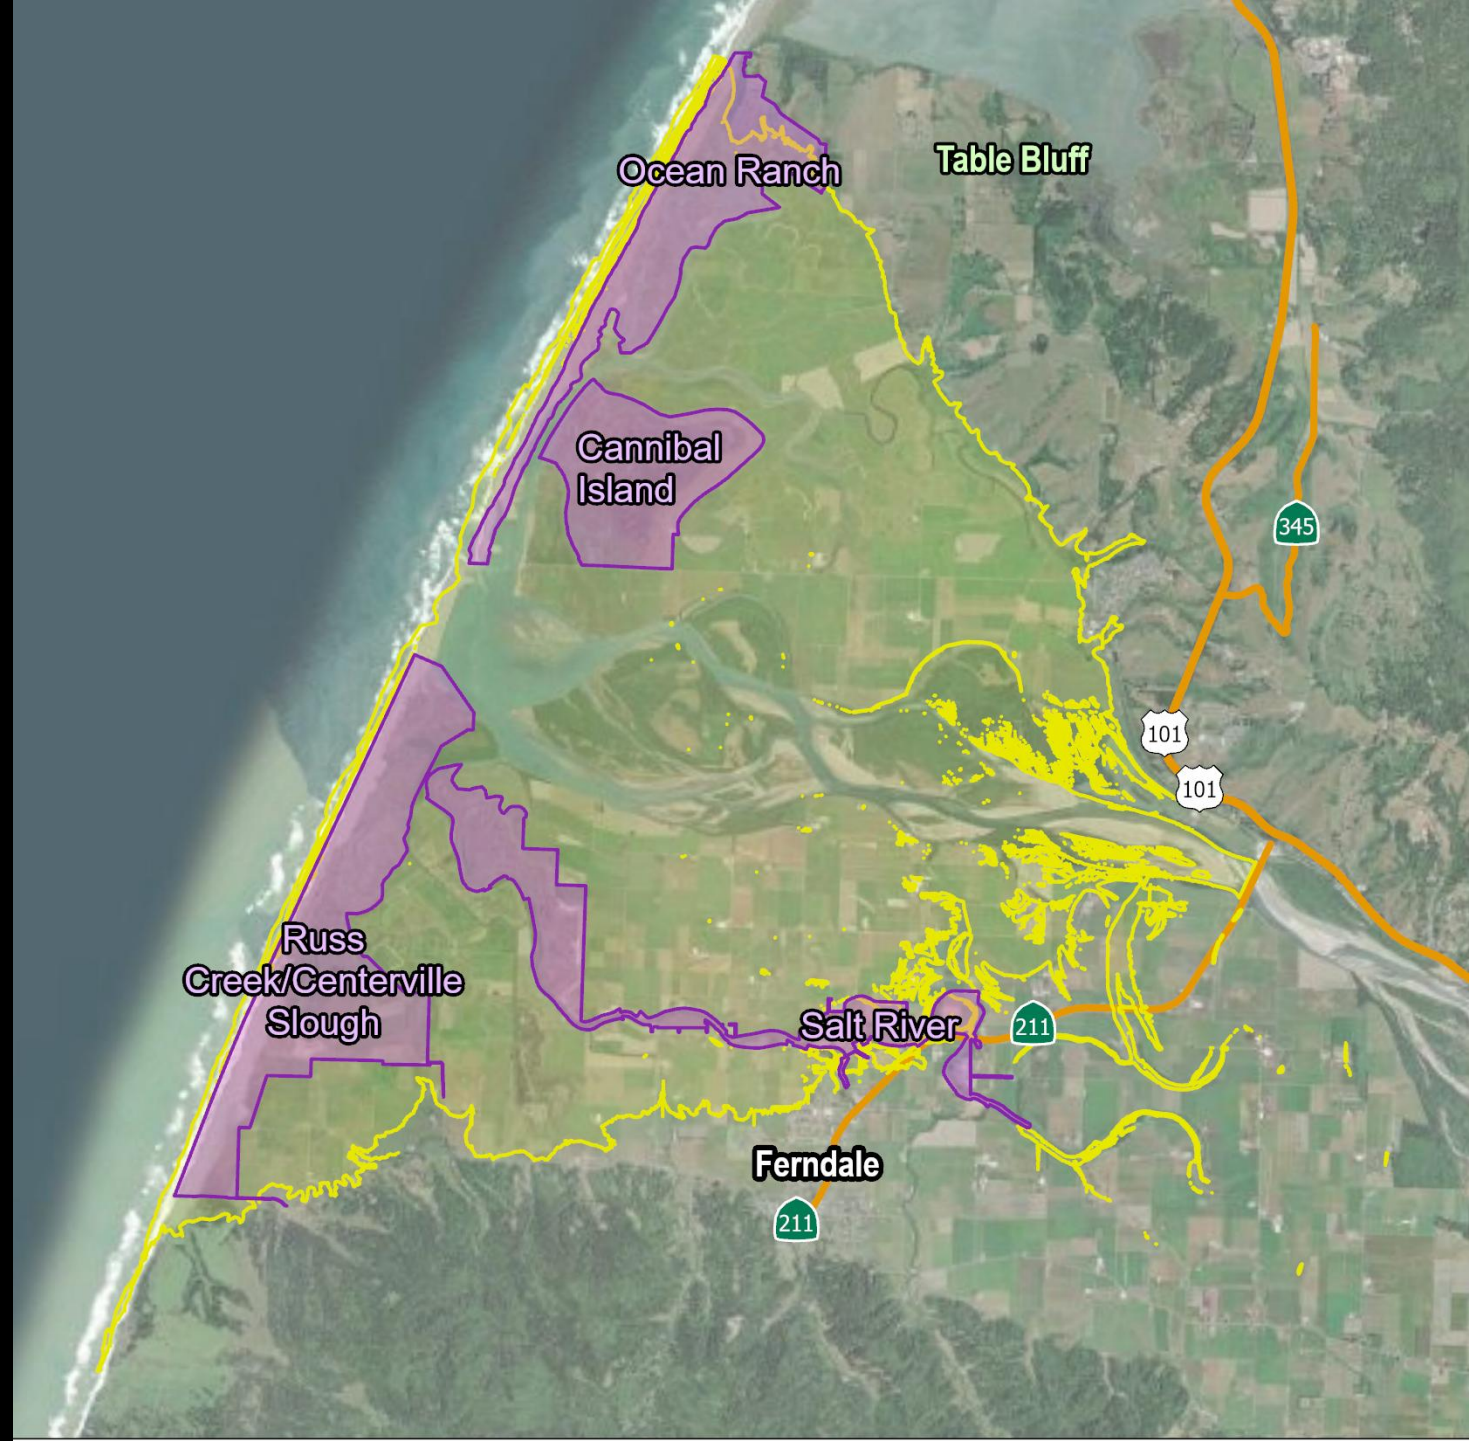 Ocean Ranch
Table Bluff
Cannibal
Island
345
101
101
Russ
Creek/Centerville
Slough
Salt River
211
Ferndale
211